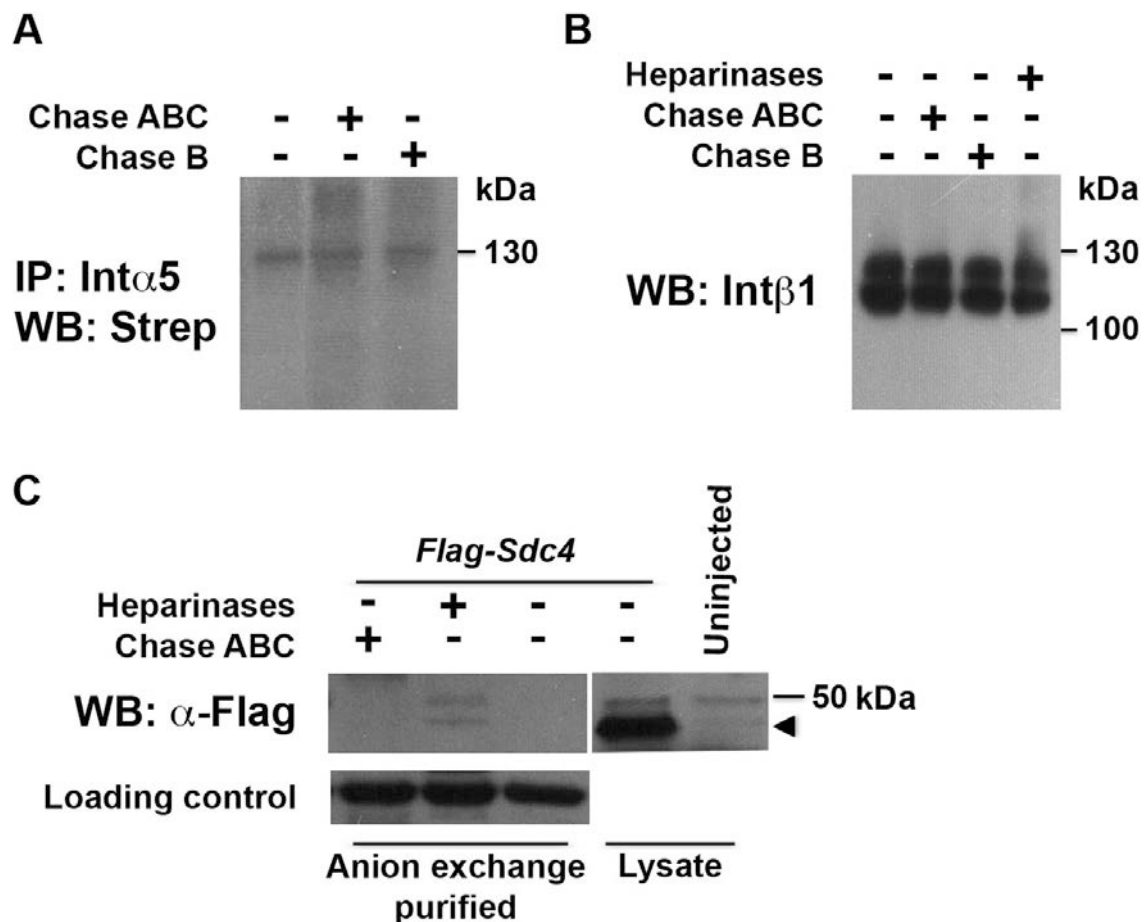 A
Chase ABC - + -
Chase B - - +
kDa
IP: Intα5
WB: Strep
130
B
Heparinases - - - +
Chase ABC - + - -
Chase B - - + -
kDa
WB: Intβ1
130
100
C
Flag-Sdc4
Uninjected
Heparinases - + - -
Chase ABC + - - -
WB: α-Flag
50 kDa
Loading control
Anion exchange
purified
Lysate